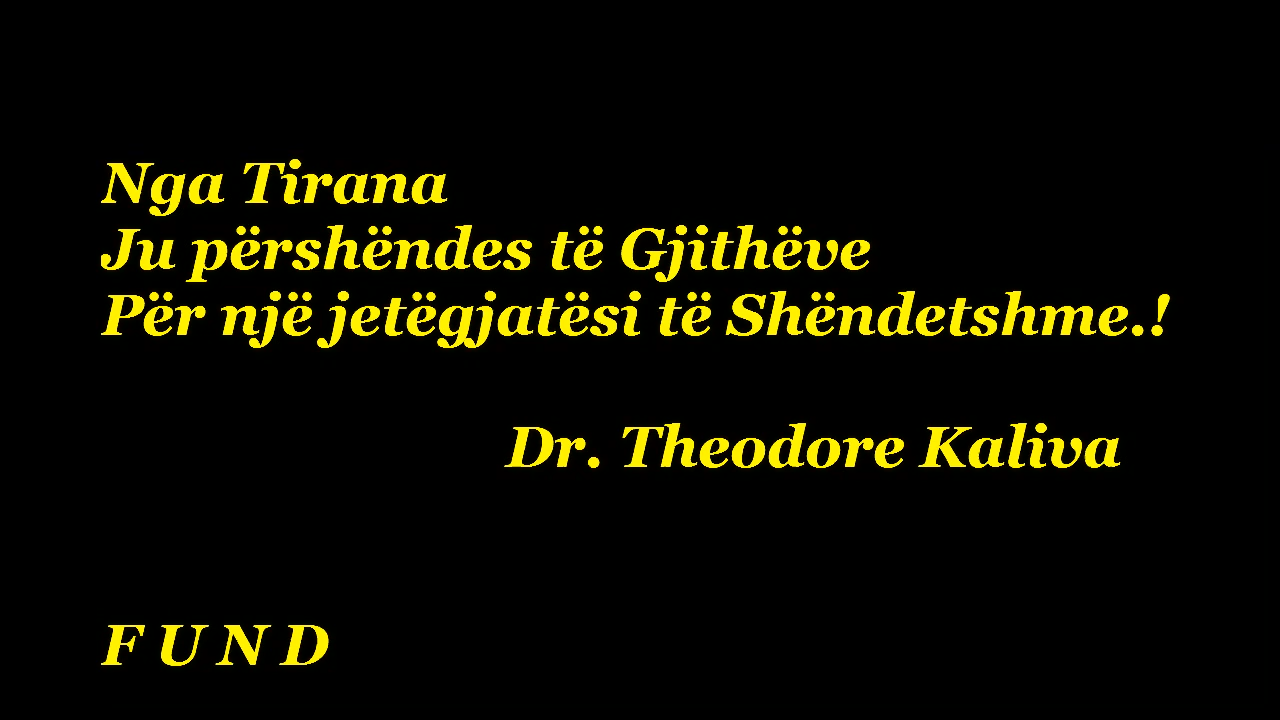 Nga Tirana
Ju përshëndes të Gjithëve
Për një jetëgjatësi të Shëndetshme.!
Dr. Theodore Kaliva
F U N D